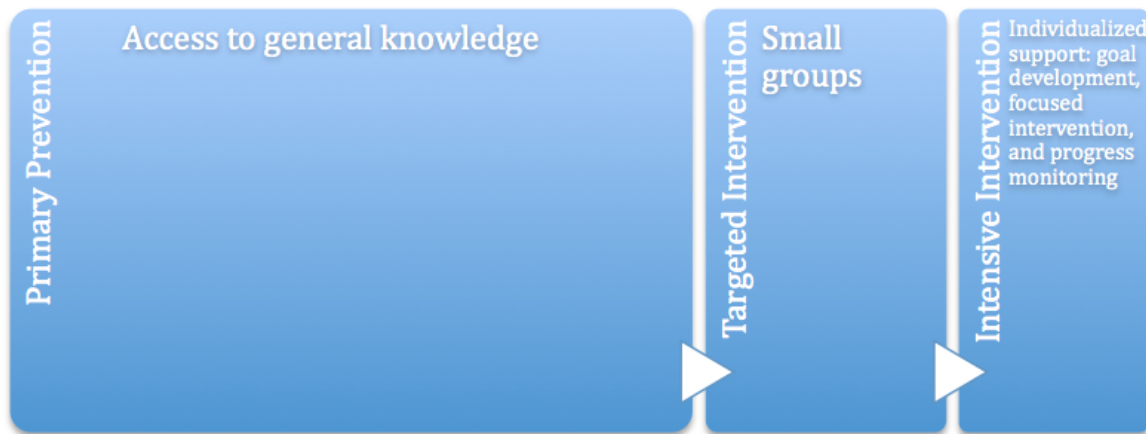 Primary Prevention
Access to general knowledge
Targeted Intervention
Small
groups
Intensive Intervention
Individualized
support: goal
development,
focused
intervention,
and progress
monitoring